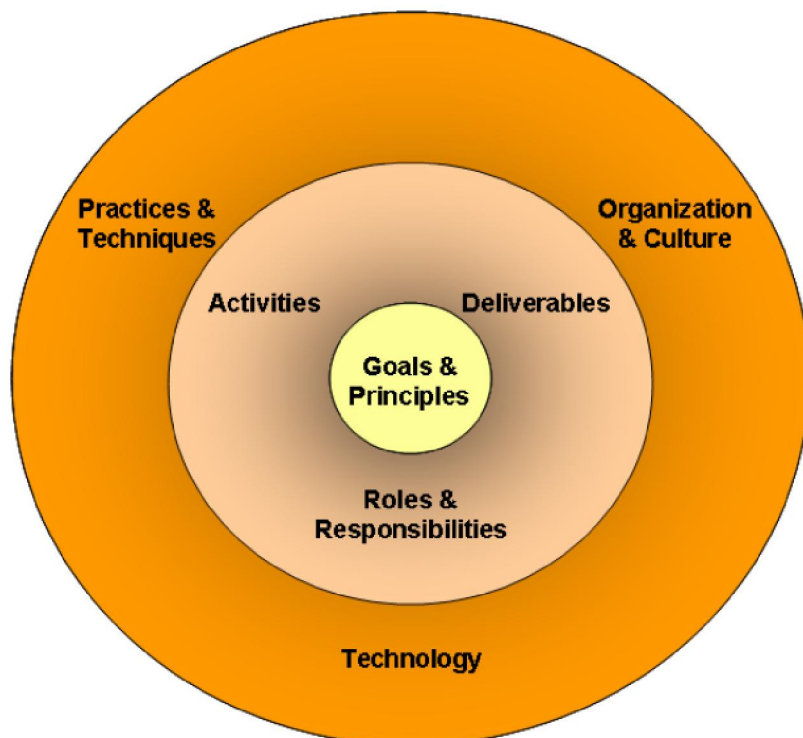 Practices &
Techniques
Organization
& Culture
Activities
Deliverables
Goals &
Principles
Roles &
Responsibilities
Technology